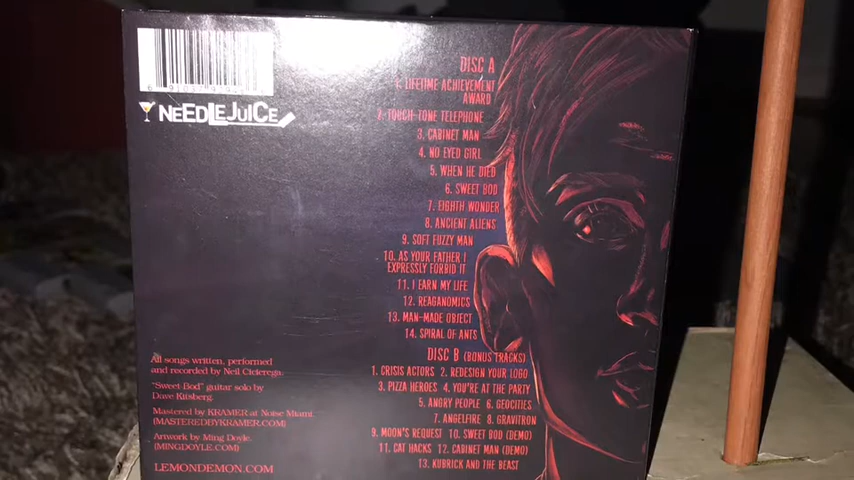 NEEDLEJUICE
DISC A
1. LIFETIME ACHIEVEMENT
AWARD
2. TOUCH-TONE TELEPHONE
3. CABINET MAN
4. NO EYED GIRL
5. WHEN HE DIED
6. SWEET BOD
7. EIGHTH WONDER
8. ANCIENT ALIENS
9. SOFT FUZZY MAN
10. AS YOUR FATHER I
EXPRESSLY FORBID IT
11. I EARN MY LIFE
12. REAGANOMICS
13. MAN-MADE OBJECT
14. SPIRAL OF ANTS
DISC B (BONUS TRACKS)
1. CRISIS ACTORS 2. REDESIGN YOUR LOGO
3. PIZZA HEROES 4. YOU'RE AT THE PARTY
5. ANGRY PEOPLE 6. GEOCITIES
7. ANGELFIRE 8. GRAVITRON
9. MOON'S REQUEST 10. SWEET BOD (DEMO)
11. CAT HACKS 12. CABINET MAN (DEMO)
13. KUBRICK AND THE BEAST
All songs written, performed
and recorded by Neil Cicierega.
"Sweet Bod" guitar solo by
Dave Kitsberg.
Mastered by KRAMER at Noise Miami.
(MASTEREDBYKRAMER.COM)
Artwork by Ming Doyle.
(MINGDOYLE.COM)
LEMONDEMON.COM